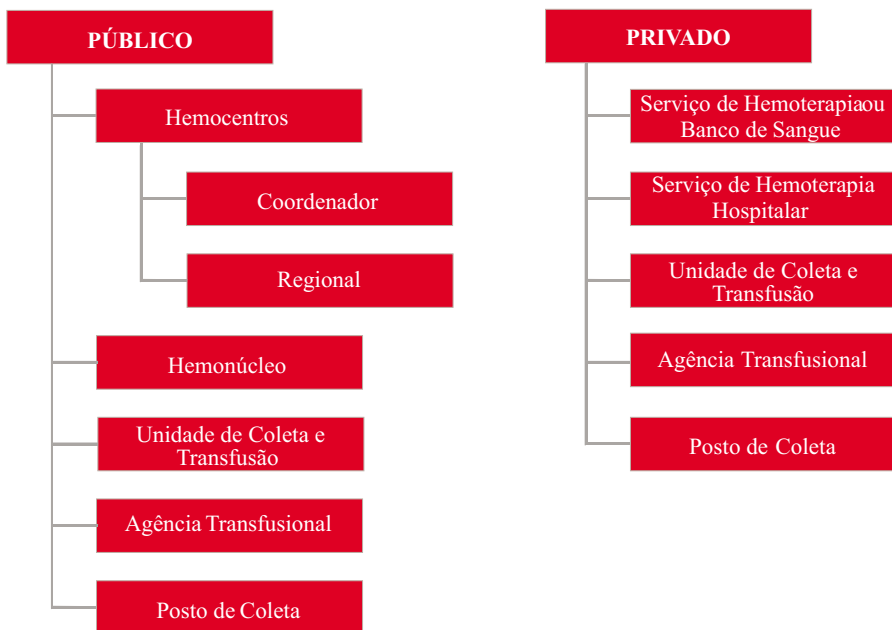 PÚBLICO
Hemocentros
Coordenador
Regional
Hemonúcleo
Unidade de Coleta e
Transfusão
Agência Transfusional
Posto de Coleta
PRIVADO
Serviço de Hemoterapiaou
Banco de Sangue
Serviço de Hemoterapia
Hospitalar
Unidade de Coleta e
Transfusão
Agência Transfusional
Posto de Coleta